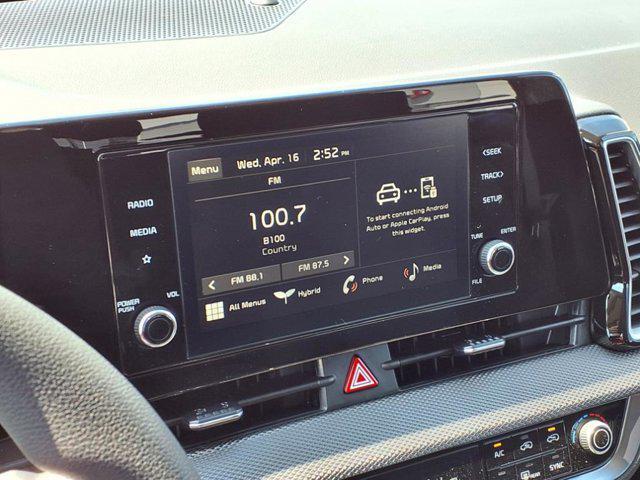 Menu
Wed, Apr. 16 2:52 PM
FM
100.7
B100
Country
FM 88.1
FM 87.5
To start connecting Android
Auto or Apple CarPlay, press
this widget.
All Menus
Hybrid
Phone
Media
RADIO
MEDIA
POWER
PUSH
VOL
<SEEK
TRACK>
SETUP
TUNE
ENTER
FILE
A/C
REAR
SYNC